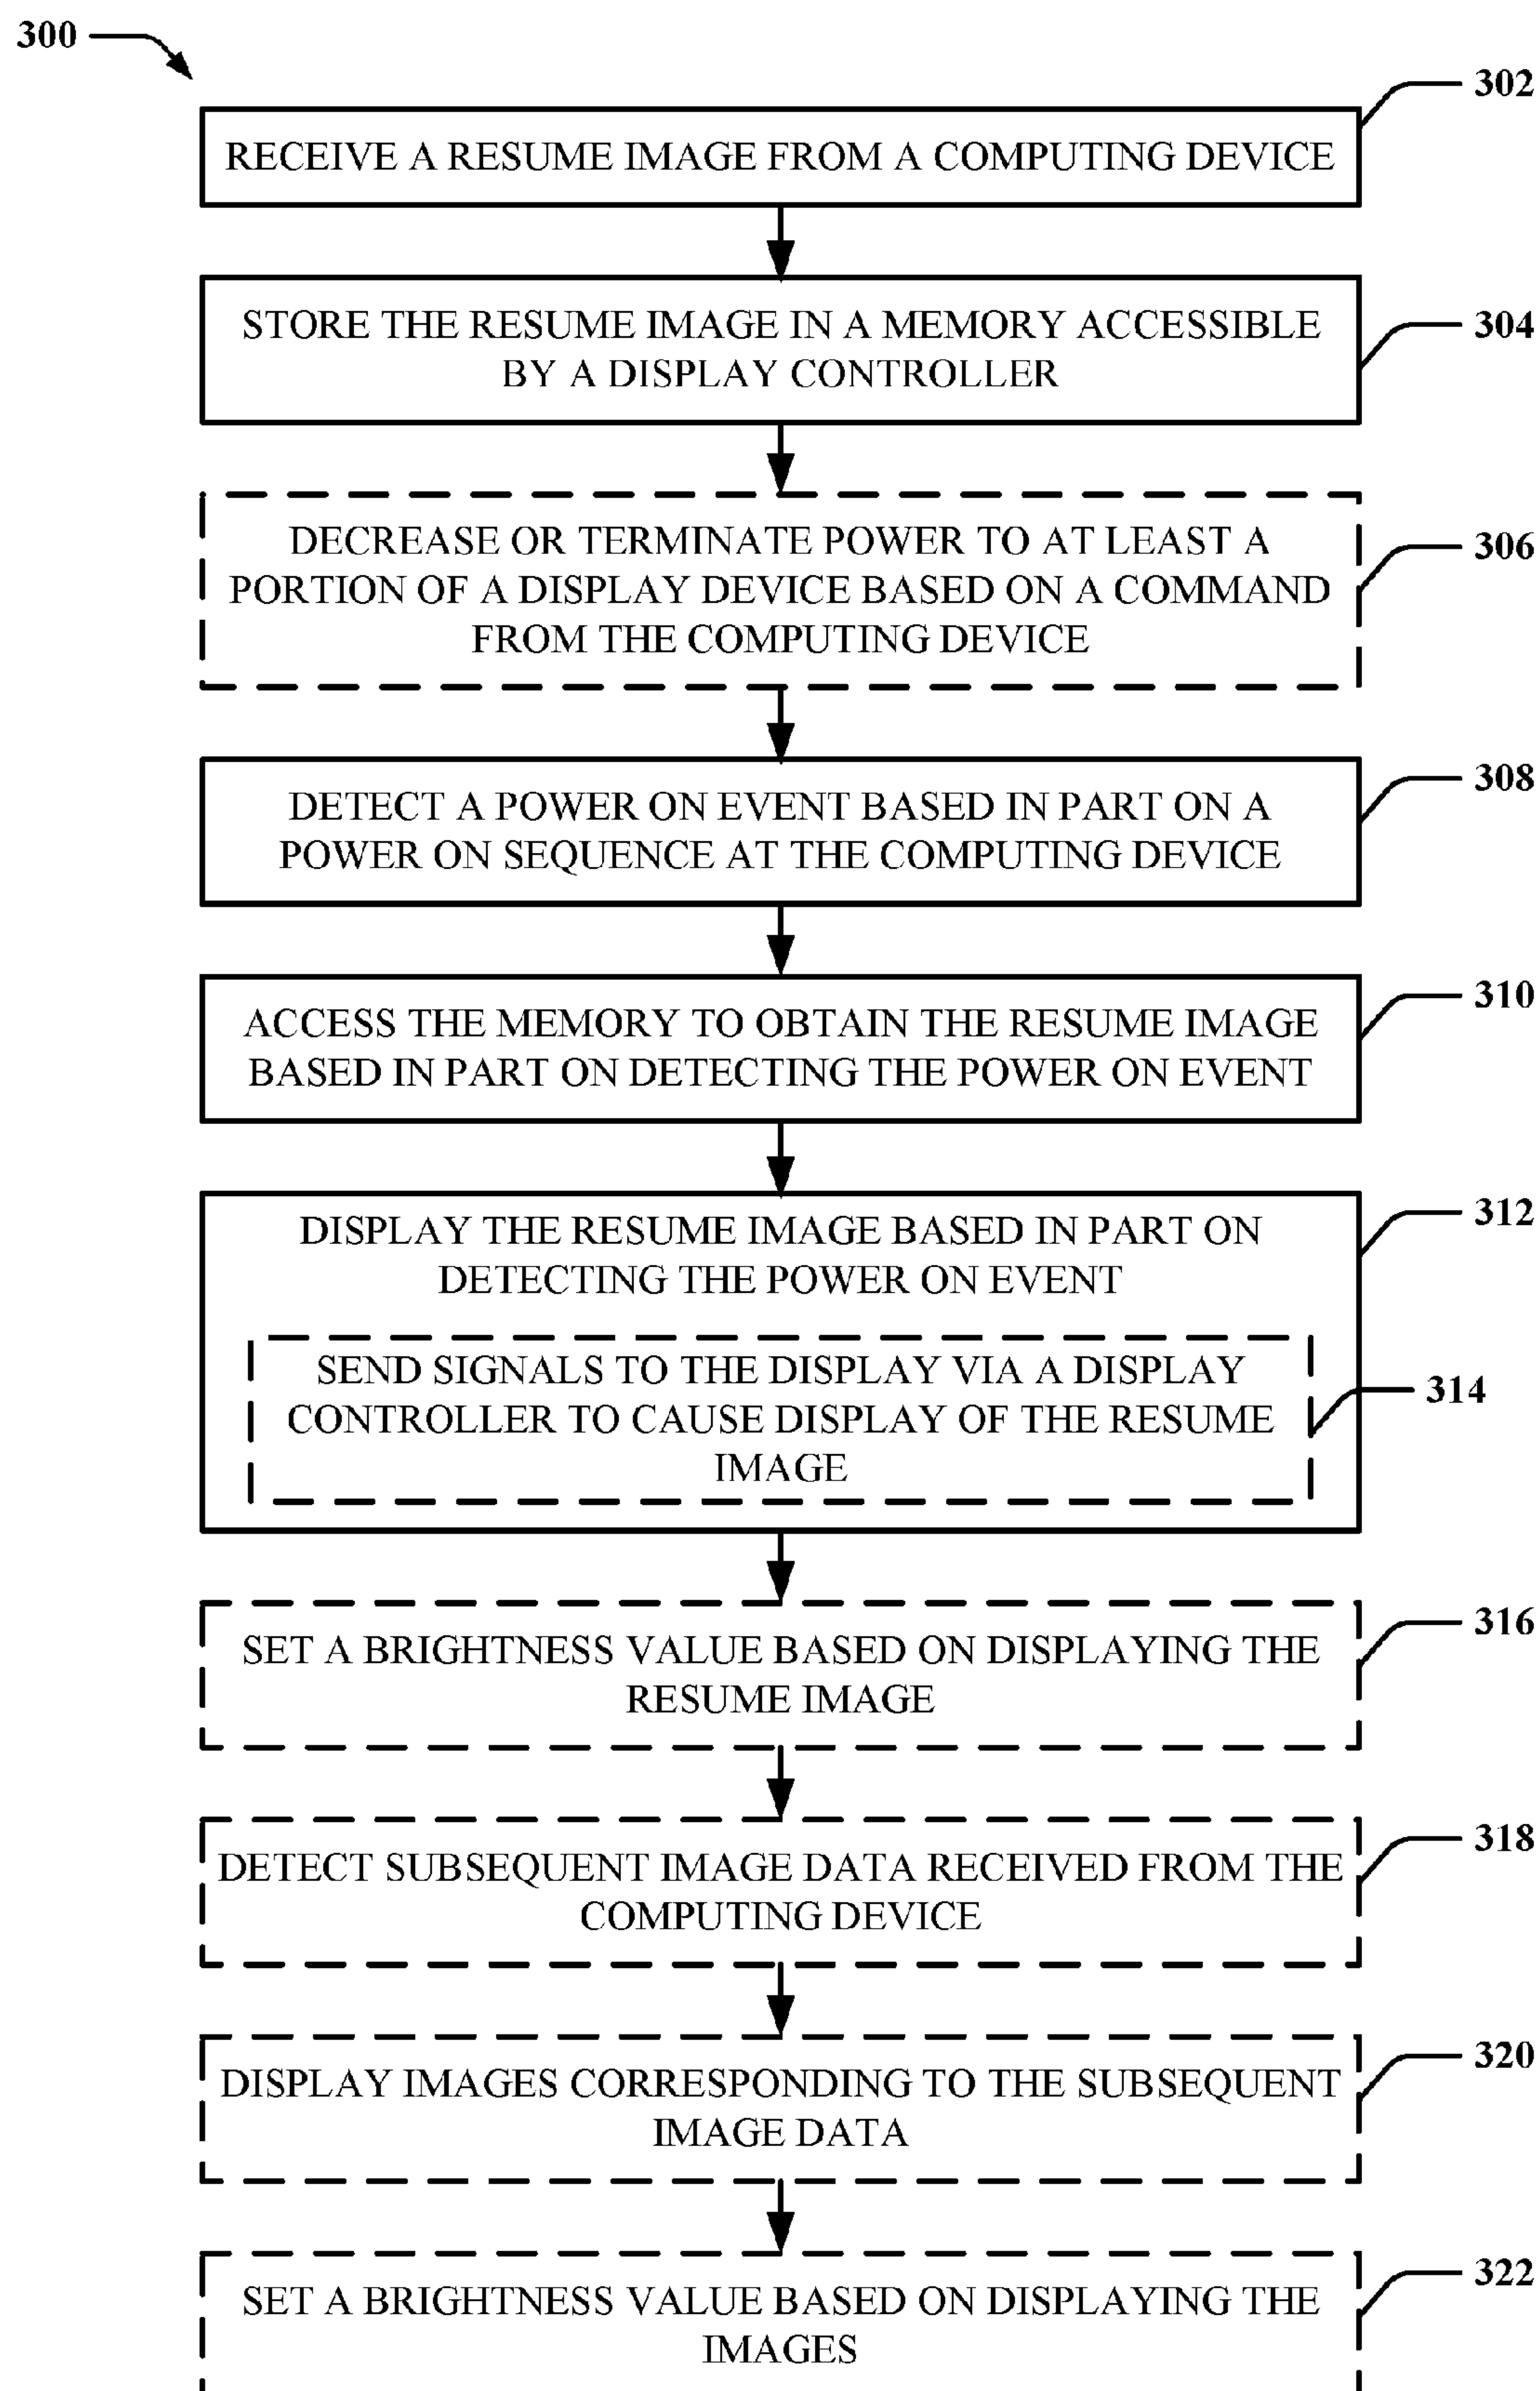 300
302
RECEIVE A RESUME IMAGE FROM A COMPUTING DEVICE
304
STORE THE RESUME IMAGE IN A MEMORY ACCESSIBLE
BY A DISPLAY CONTROLLER
306
DECREASE OR TERMINATE POWER TO AT LEAST A
PORTION OF A DISPLAY DEVICE BASED ON A COMMAND
FROM THE COMPUTING DEVICE
308
DETECT A POWER ON EVENT BASED IN PART ON A
POWER ON SEQUENCE AT THE COMPUTING DEVICE
310
ACCESS THE MEMORY TO OBTAIN THE RESUME IMAGE
BASED IN PART ON DETECTING THE POWER ON EVENT
312
DISPLAY THE RESUME IMAGE BASED IN PART ON
DETECTING THE POWER ON EVENT
314
SEND SIGNALS TO THE DISPLAY VIA A DISPLAY
CONTROLLER TO CAUSE DISPLAY OF THE RESUME
IMAGE
316
SET A BRIGHTNESS VALUE BASED ON DISPLAYING THE
RESUME IMAGE
318
DETECT SUBSEQUENT IMAGE DATA RECEIVED FROM THE
COMPUTING DEVICE
320
DISPLAY IMAGES CORRESPONDING TO THE SUBSEQUENT
IMAGE DATA
322
SET A BRIGHTNESS VALUE BASED ON DISPLAYING THE
IMAGES